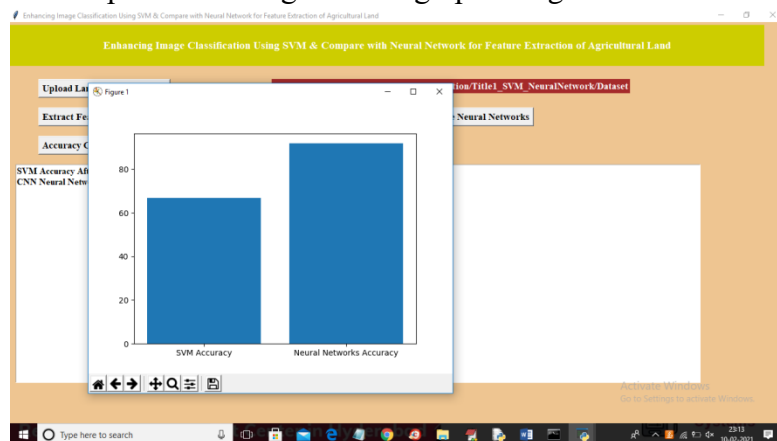 Enhancing Image Classification Using SVM & Compare with Neural Network for Feature Extraction of Agricultural Land
Enhancing Image Classification Using SVM & Compare with Neural Network for Feature Extraction of Agricultural Land
Upload La
tion/Title1_SVM_NeuralNetwork/Dataset
Figure 1
Extract Fe
Neural Networks
Accuracy
SVM Accuracy Aft
CNN Neural Netw
80
60
40
20
0
SVM Accuracy
Neural Networks Accuracy
Activate Windows
Go to Settings to activate Windows.
Type here to search
23:13
10-02-2021